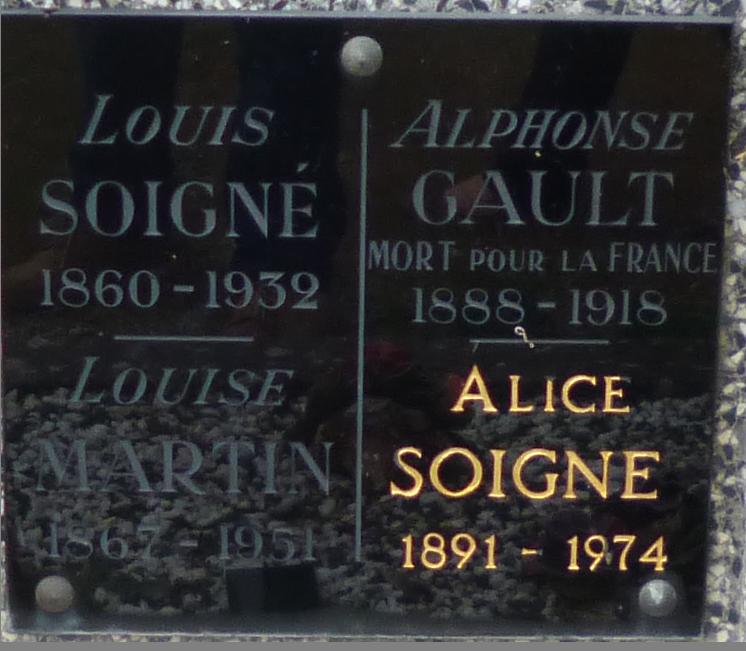 LOUIS
SOIGNÉ
1860 - 1932
LOUISE
MARTIN
1867 - 1951
ALPHONSE
GAULT
MORT POUR LA FRANCE
1888 - 1918
ALICE
SOIGNE
1891 - 1974